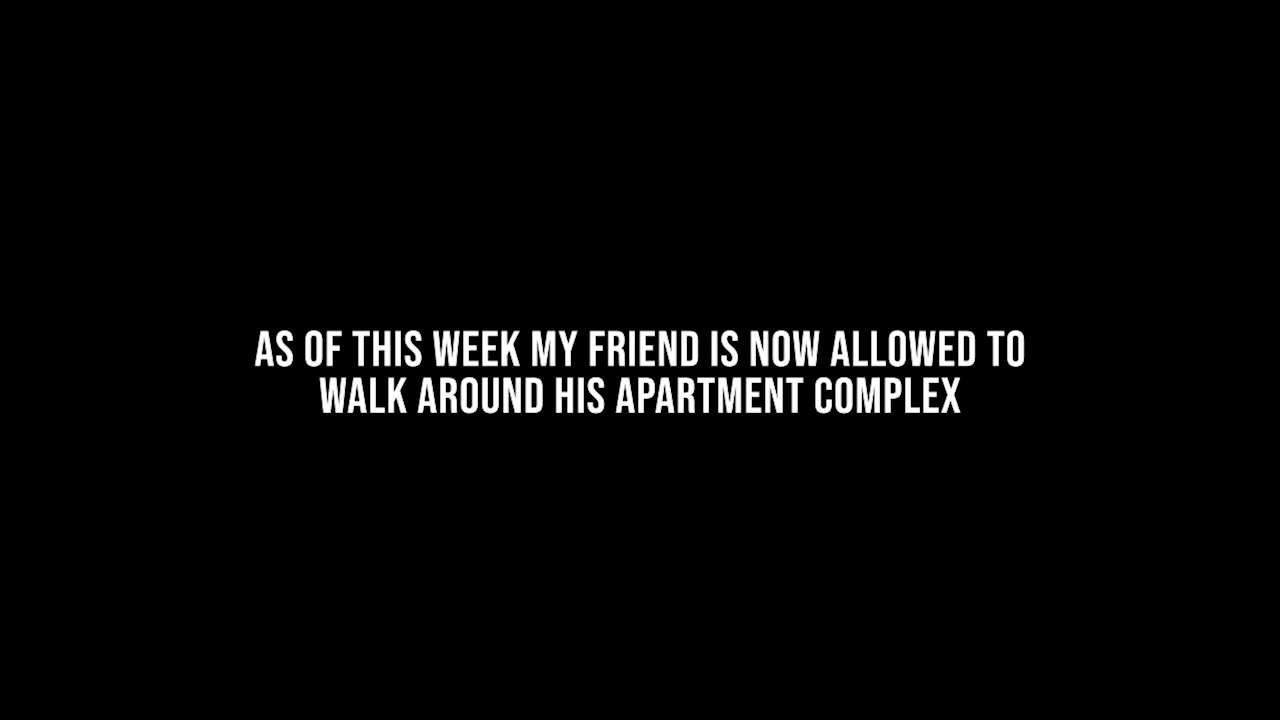 AS OF THIS WEEK MY FRIEND IS NOW ALLOWED TO
WALK AROUND HIS APARTMENT COMPLEX